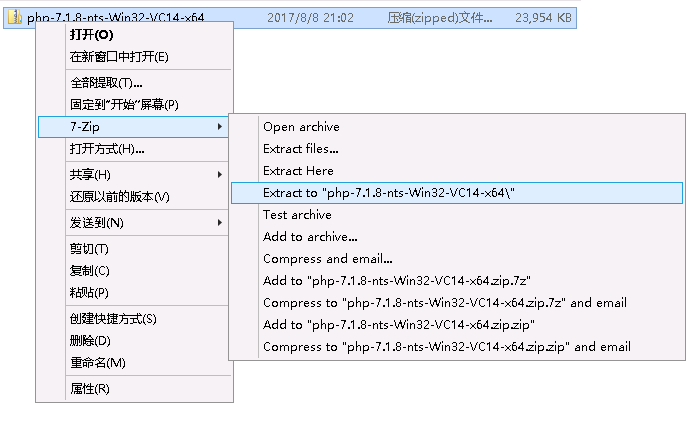 php-7.1.8-nts-Win32-VC14-x64 2017/8/8 21:02 压缩(zipped)文件... 23,954 KB
打开(O)
在新窗口中打开(E)
全部提取(T)...
固定到"开始"屏幕(P)
7-Zip
打开方式(H)...
共享(H)
还原以前的版本(V)
发送到(N)
剪切(T)
复制(C)
粘贴(P)
创建快捷方式(S)
删除(D)
重命名(M)
属性(R)
Open archive
Extract files...
Extract Here
Extract to "php-7.1.8-nts-Win32-VC14-x64\"
Test archive
Add to archive...
Compress and email...
Add to "php-7.1.8-nts-Win32-VC14-x64.zip.7z"
Compress to "php-7.1.8-nts-Win32-VC14-x64.zip.7z" and email
Add to "php-7.1.8-nts-Win32-VC14-x64.zip.zip"
Compress to "php-7.1.8-nts-Win32-VC14-x64.zip.zip" and email